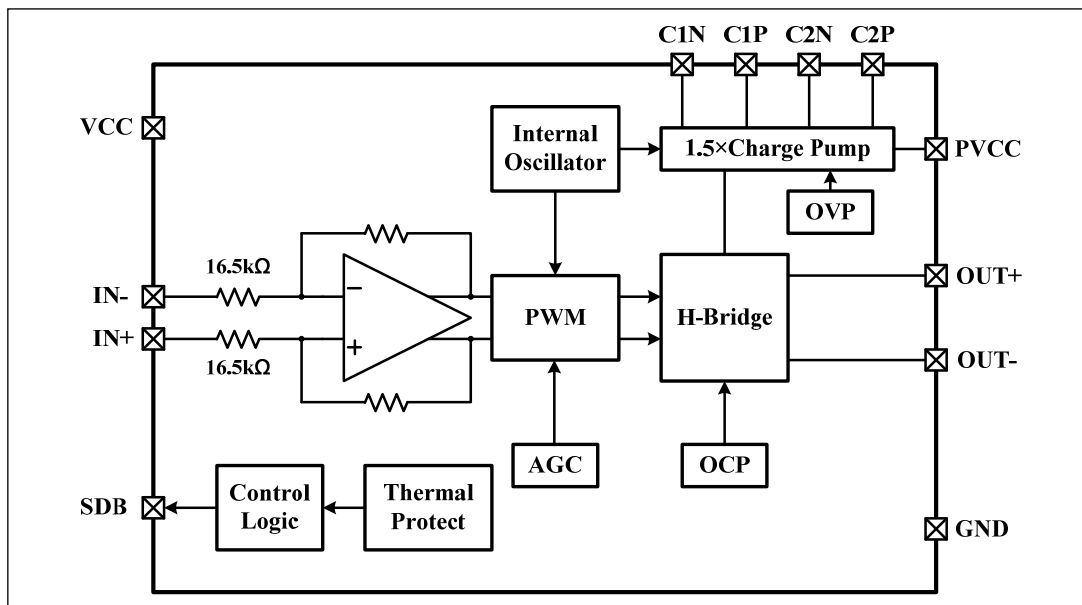 C1N C1P C2N C2P
VCC
Internal
Oscillator
1.5×Charge Pump
PVCC
OVP
16.5kΩ
IN-
IN+
16.5kΩ
−
+
PWM
H-Bridge
OUT+
OUT-
AGC
OCP
SDB
Control
Logic
Thermal
Protect
GND